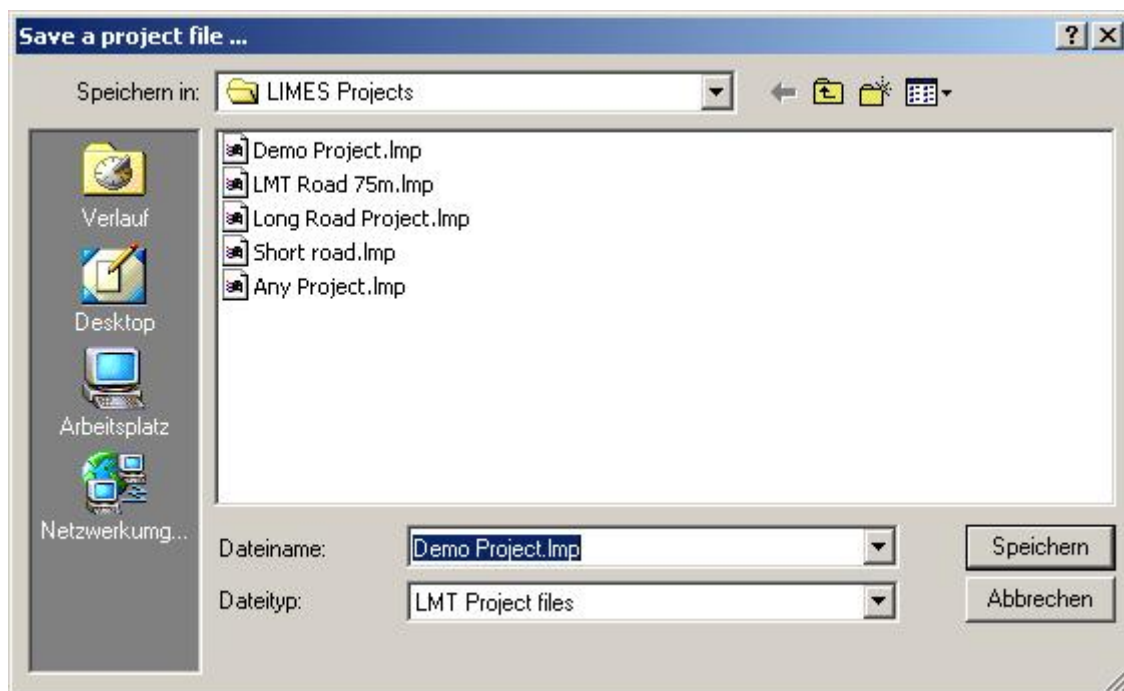 Save a project file ...
Speichern in: LIMES Projects
Verlauf
Desktop
Arbeitsplatz
Netzwerkumg...
Demo Project.lmp
LMT Road 75m.lmp
Long Road Project.lmp
Short road.lmp
Any Project.lmp
Dateiname: Demo Project.lmp Speichern
Dateityp: LMT Project files Abbrechen